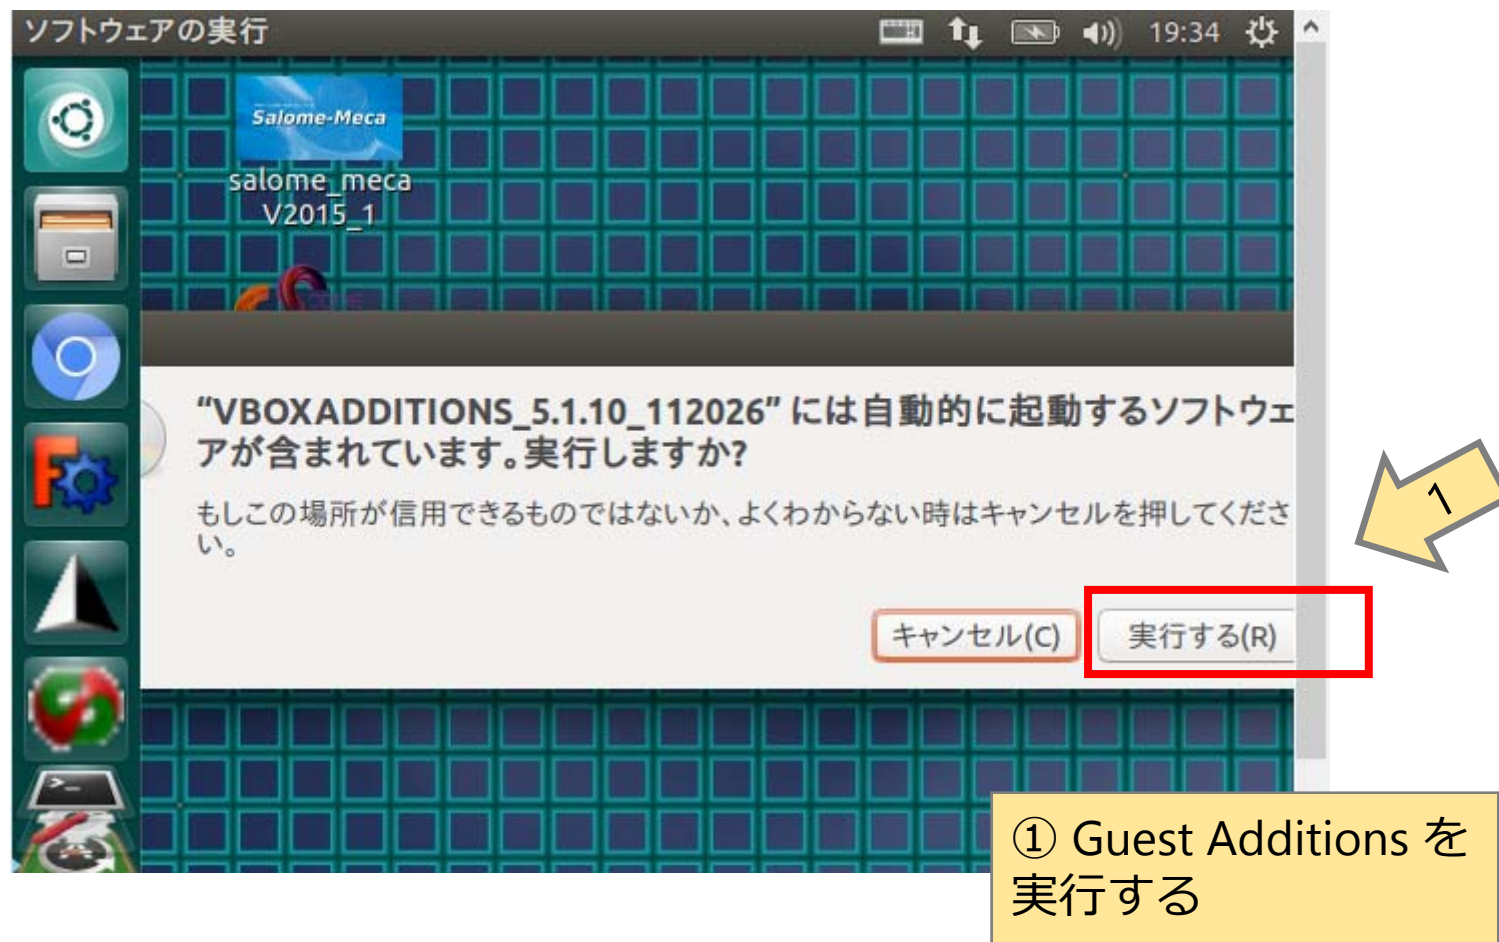 ソフトウェアの実行
19:34
Salome-Meca
salome_meca
V2015_1
“VBOXADDITIONS_5.1.10_112026” には自動的に起動するソフトウェ
アが含まれています。実行しますか?
もしこの場所が信用できるものではないか、よくわからない時はキャンセルを押してくださ
い。
キャンセル(C)
実行する(R)
1
① Guest Additions を
実行する